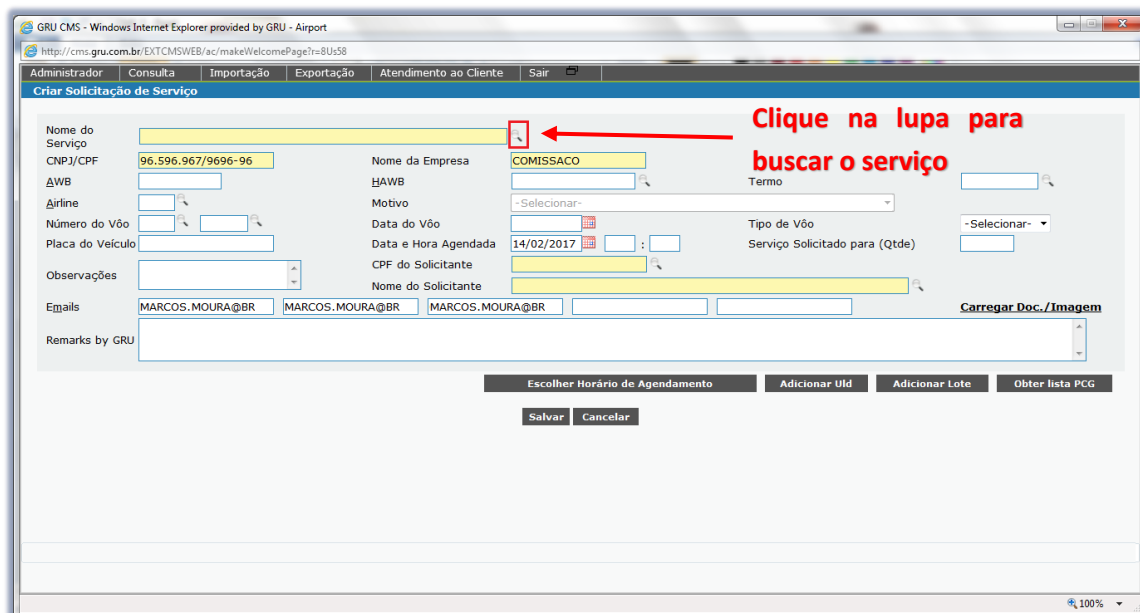 GRU CMS - Windows Internet Explorer provided by GRU - Airport
http://cms.gru.com.br/EXTCMSWEB/ac/makeWelcomePage?r=8Us58
Administrador Consulta Importação Exportação Atendimento ao Cliente Sair
Criar Solicitação de Serviço
Clique na lupa para
buscar o serviço
Nome do
Serviço
CNPJ/CPF 96.596.967/9696-96 Nome da Empresa COMISSACO
AWB HAWB Termo
Airline Motivo -Selecionar-
Número do Vôo Data do Vôo Tipo de Vôo -Selecionar-
Placa do Veículo Data e Hora Agendada 14/02/2017 : Serviço Solicitado para (Qtde)
CPF do Solicitante
Observações
Nome do Solicitante
Emails MARCOS.MOURA@BR MARCOS.MOURA@BR MARCOS.MOURA@BR Carregar Doc./Imagem
Remarks by GRU
Escolher Horário de Agendamento Adicionar Uld Adicionar Lote Obter lista PCG
Salvar Cancelar
100%